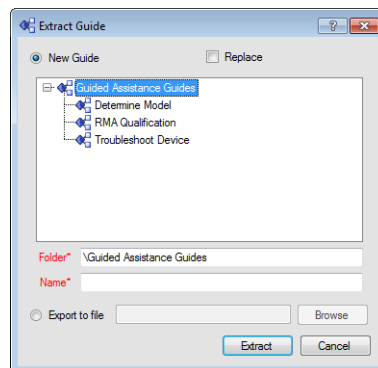 Extract Guide
New Guide Replace
Guided Assistance Guides
Determine Model
RMA Qualification
Troubleshoot Device
Folder* \Guided Assistance Guides
Name*
Export to file Browse
Extract Cancel